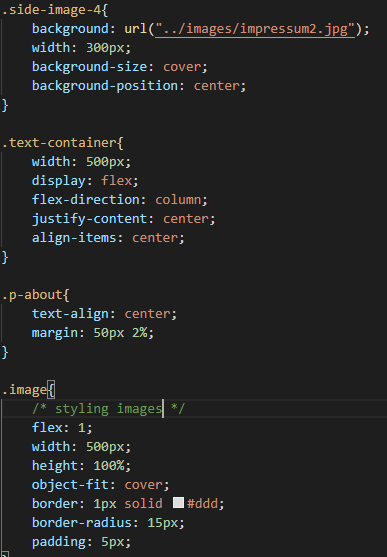 .side-image-4{
background: url("../images/impressum2.jpg");
width: 300px;
background-size: cover;
background-position: center;
}
.text-container{
width: 500px;
display: flex;
flex-direction: column;
justify-content: center;
align-items: center;
}
.p-about{
text-align: center;
margin: 50px 2%;
}
.image{
/* styling images */
flex: 1;
width: 500px;
height: 100%;
object-fit: cover;
border: 1px solid #ddd;
border-radius: 15px;
padding: 5px;
}